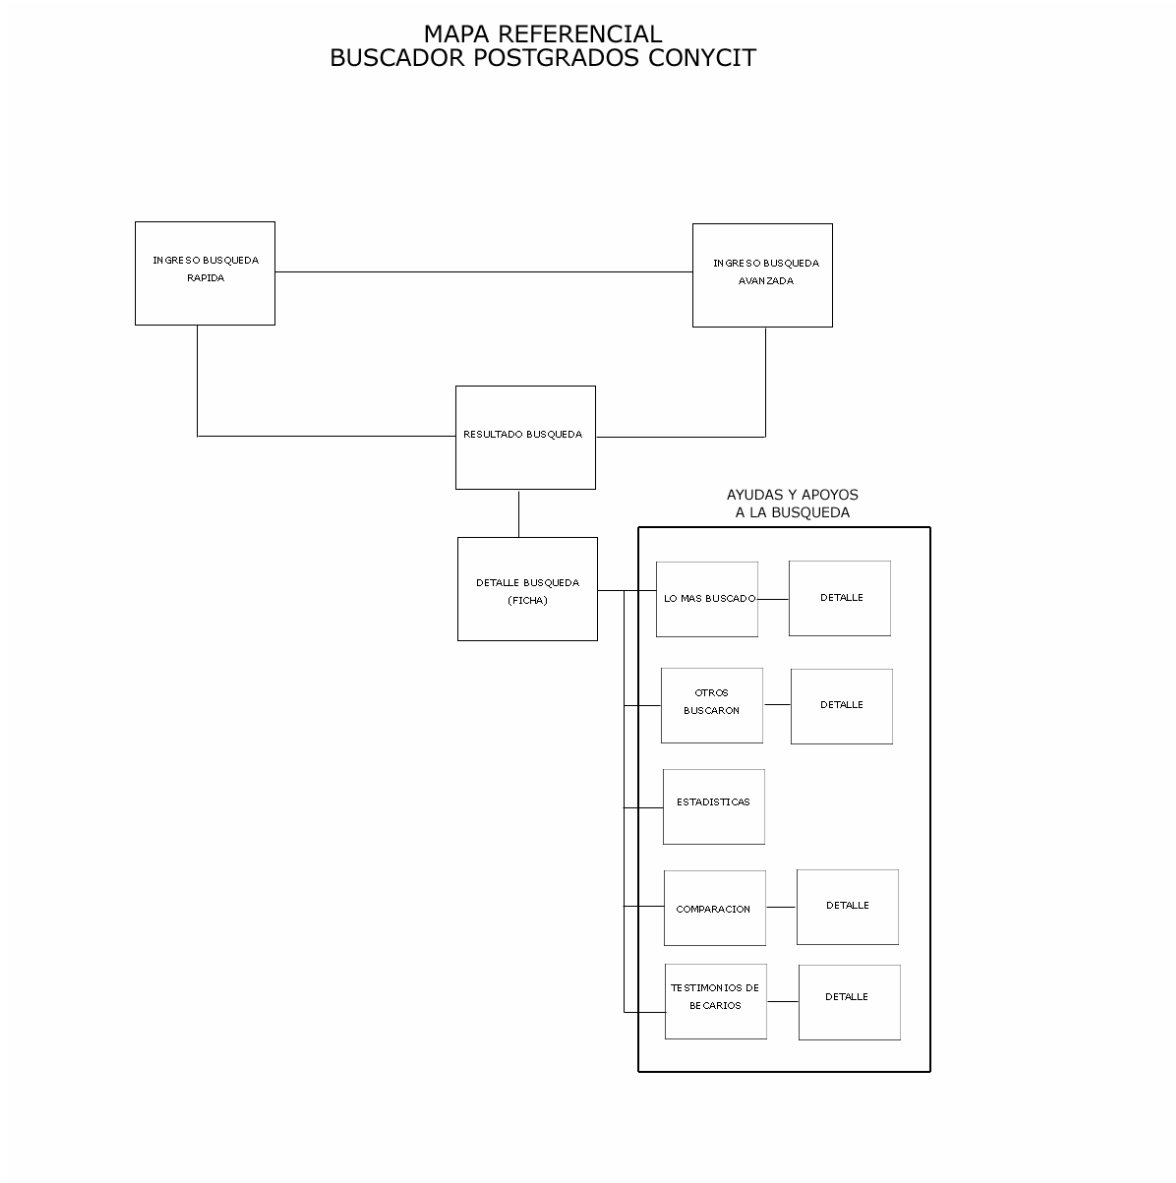 MAPA REFERENCIAL
BUSCADOR POSTGRADOS CONYCIT
INGRESO BUSQUEDA
RAPIDA
INGRESO BUSQUEDA
AVANZADA
RESULTADO BUSQUEDA
AYUDAS Y APOYOS
A LA BUSQUEDA
DETALLE BUSQUEDA
(FICHA)
LO MAS BUSCADO
DETALLE
OTROS
BUSCARON
DETALLE
ESTADISTICAS
COMPARACION
DETALLE
TESTIMONIOS DE
BECARIOS
DETALLE